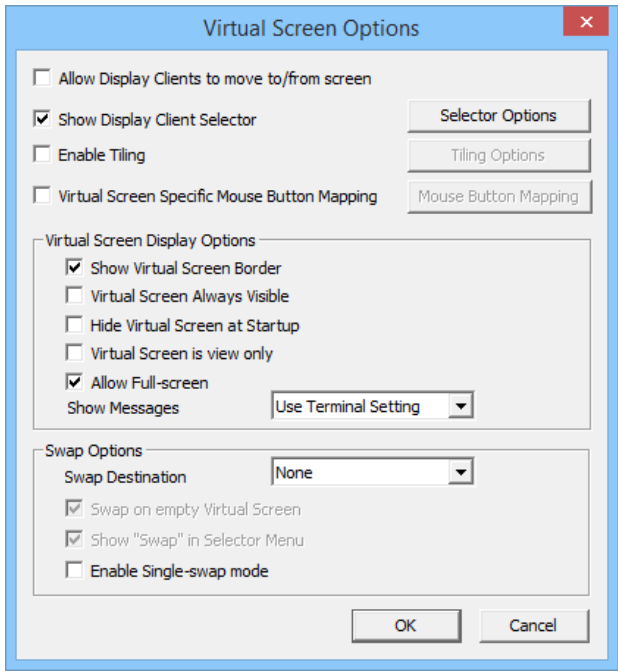 Virtual Screen Options
Allow Display Clients to move to/from screen
Show Display Client Selector
Selector Options
Enable Tiling
Tiling Options
Virtual Screen Specific Mouse Button Mapping
Mouse Button Mapping
Virtual Screen Display Options
Show Virtual Screen Border
Virtual Screen Always Visible
Hide Virtual Screen at Startup
Virtual Screen is view only
Allow Full-screen
Show Messages
Use Terminal Setting
Swap Options
Swap Destination
None
Swap on empty Virtual Screen
Show "Swap" in Selector Menu
Enable Single-swap mode
OK
Cancel